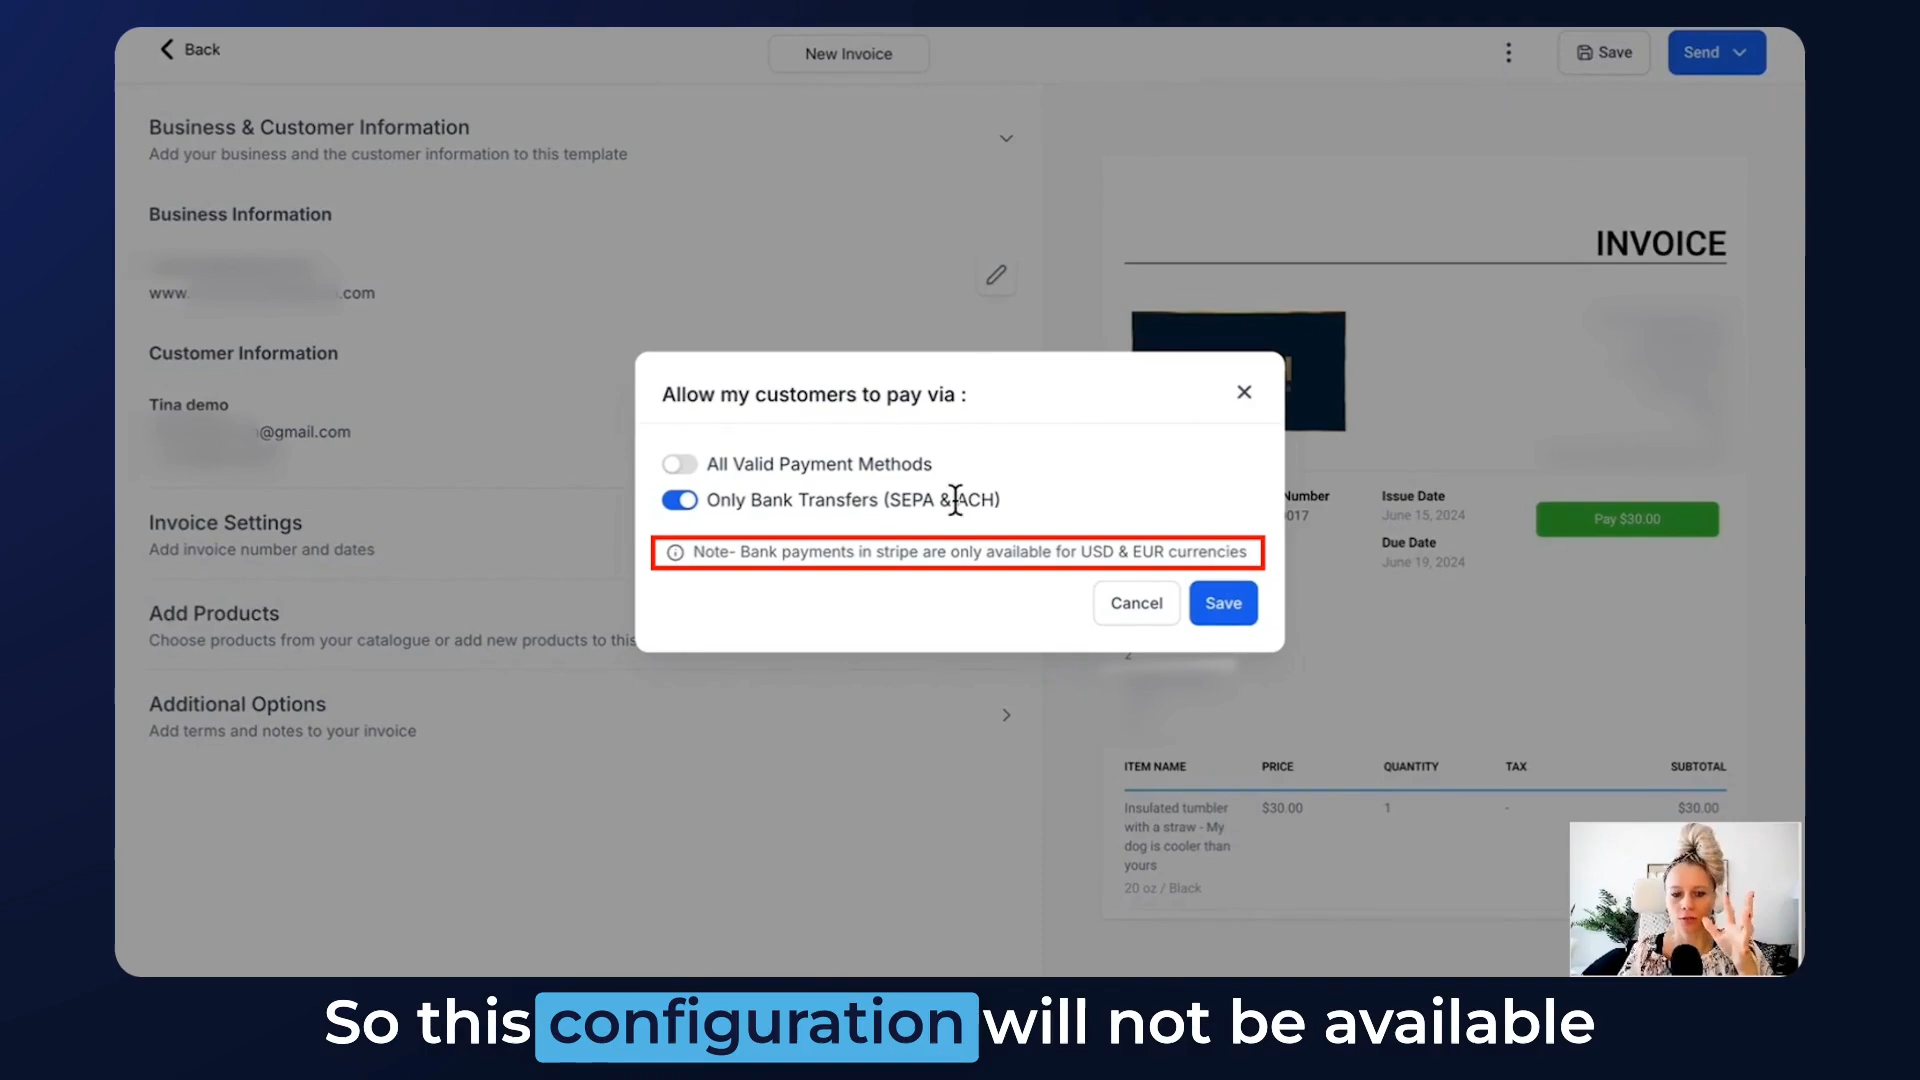 Back
New Invoice
Save
Send
Business & Customer Information
Add your business and the customer information to this template
Business Information
www.
.com
Customer Information
Tina demo
@gmail.com
Invoice Settings
Add invoice number and dates
Add Products
Choose products from your catalogue or add new products to this
Additional Options
Add terms and notes to your invoice
Allow my customers to pay via :
All Valid Payment Methods
Only Bank Transfers (SEPA & ACH)
Note- Bank payments in stripe are only available for USD & EUR currencies
Cancel
Save
INVOICE
Number
017
Issue Date
June 15, 2024
Due Date
June 19, 2024
Pay $30.00
2
ITEM NAME PRICE QUANTITY TAX SUBTOTAL
Insulated tumbler $30.00 1 - $30.00
with a straw - My
dog is cooler than
yours
20 oz / Black
So this configuration will not be available